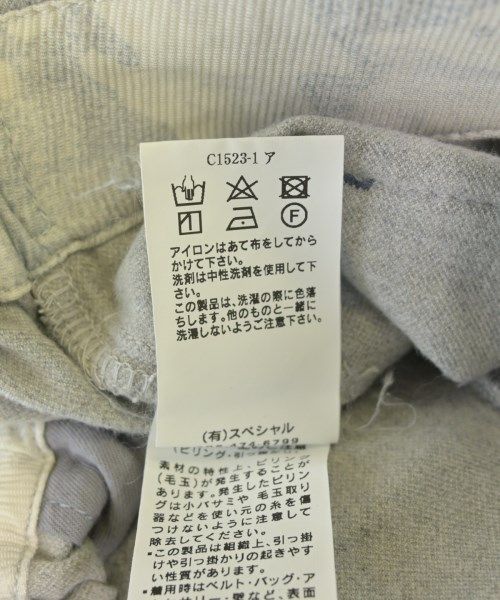 C1523-1 ア
F
アイロンはあて布をしてから
かけて下さい。
洗剤は中性洗剤を使用して下
さい。
この製品は、洗濯の際に色落
ちします。他のものと一緒に
洗濯しないようご注意下さい。
(有)スペシャル
素材の特性上、ピリング
(毛玉)が発生することが
あります。発生したピリン
グは小バサミや 毛玉取り
器などを使い元の糸を傷
つけないように注意して
除去してください。
・この製品は組織上、引っ掛
けや引っ掛かりの起きやす
い性質があります。
・着用時はベルト・バッグ・ア